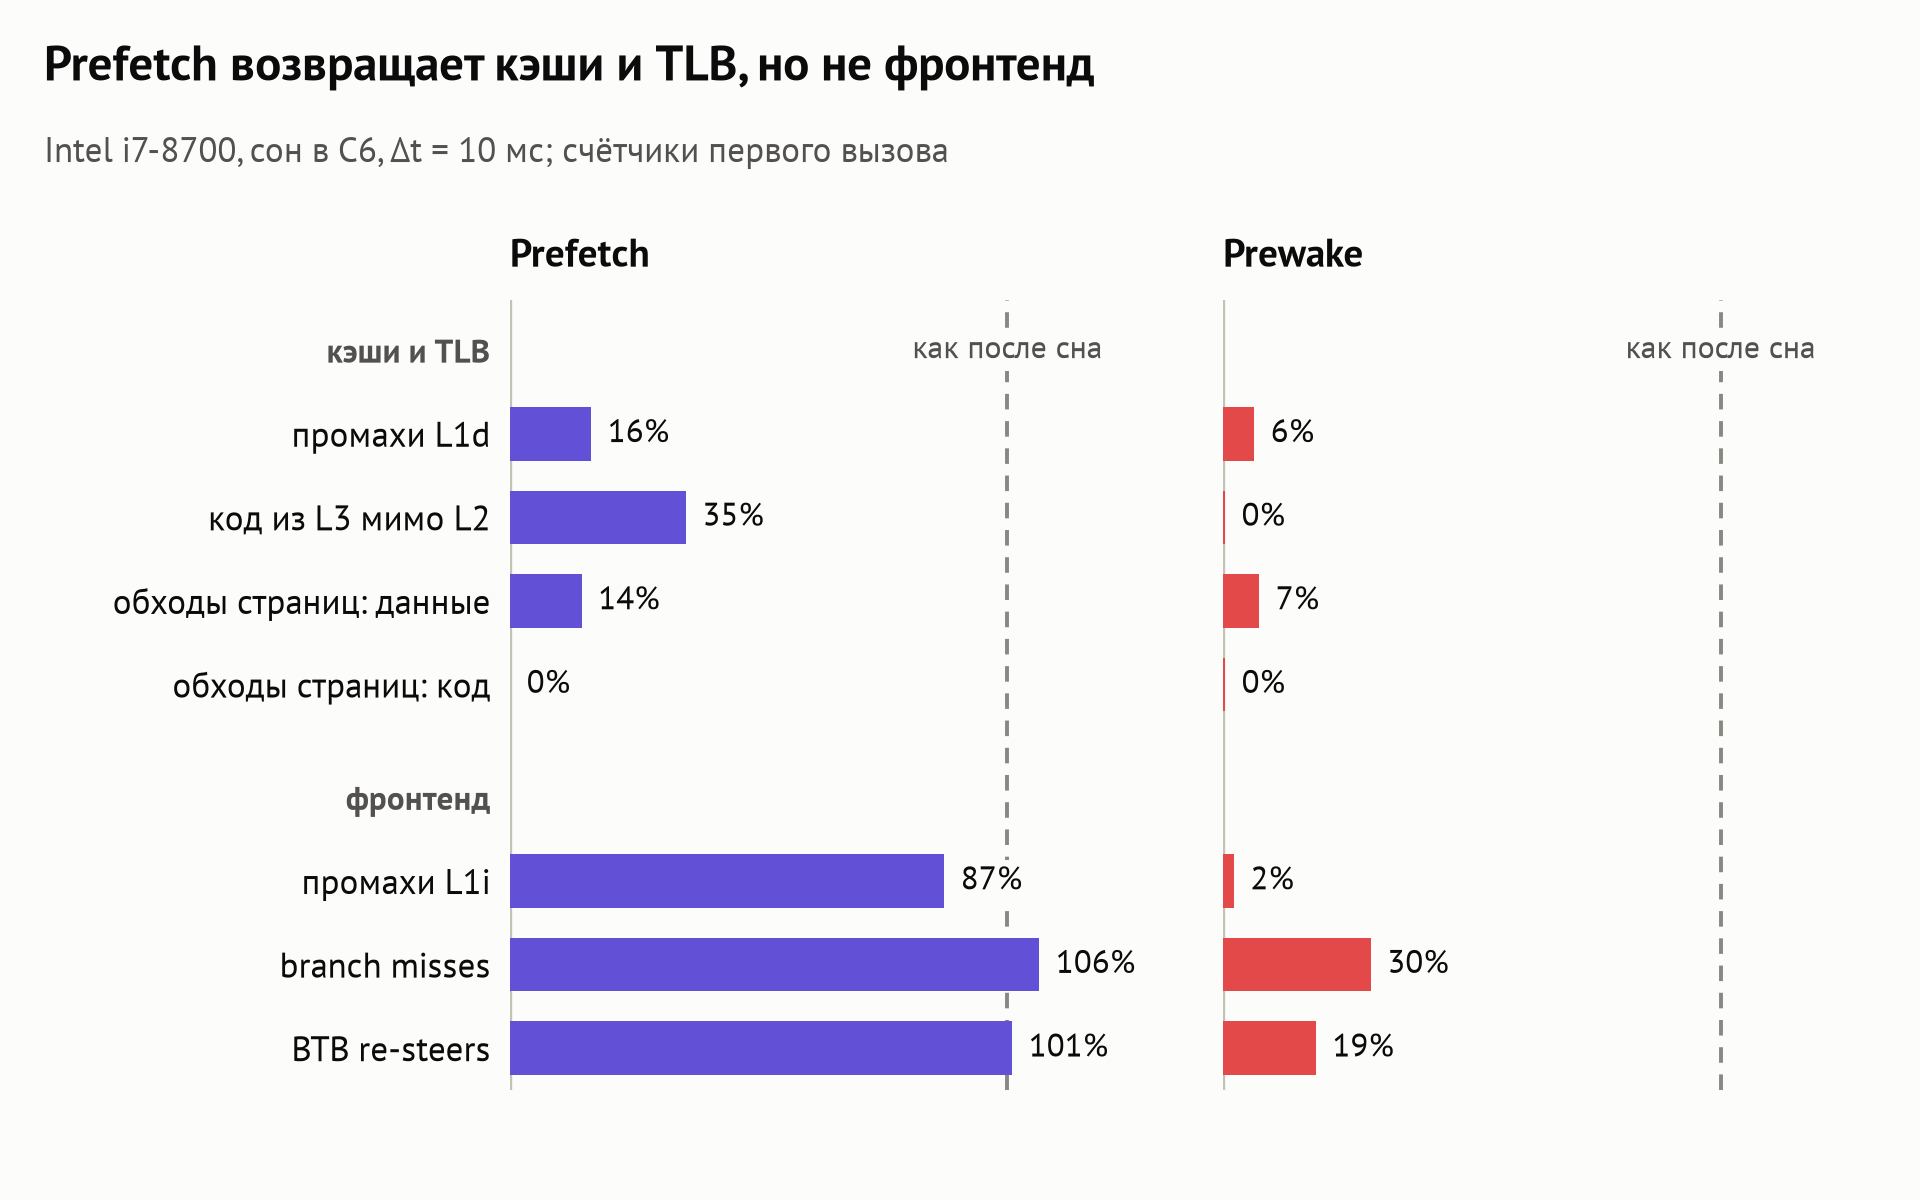 Prefetch возвращает кэши и TLB, но не фронтенд
Intel i7-8700, сон в C6, Δt = 10 мс; счётчики первого вызова
Prefetch
Prewake
кэши и TLB
как после сна
как после сна
промахи L1d
16%
6%
код из L3 мимо L2
35%
0%
обходы страниц: данные
14%
7%
обходы страниц: код
0%
0%
фронтенд
промахи L1i
87%
2%
branch misses
106%
30%
BTB re-steers
101%
19%